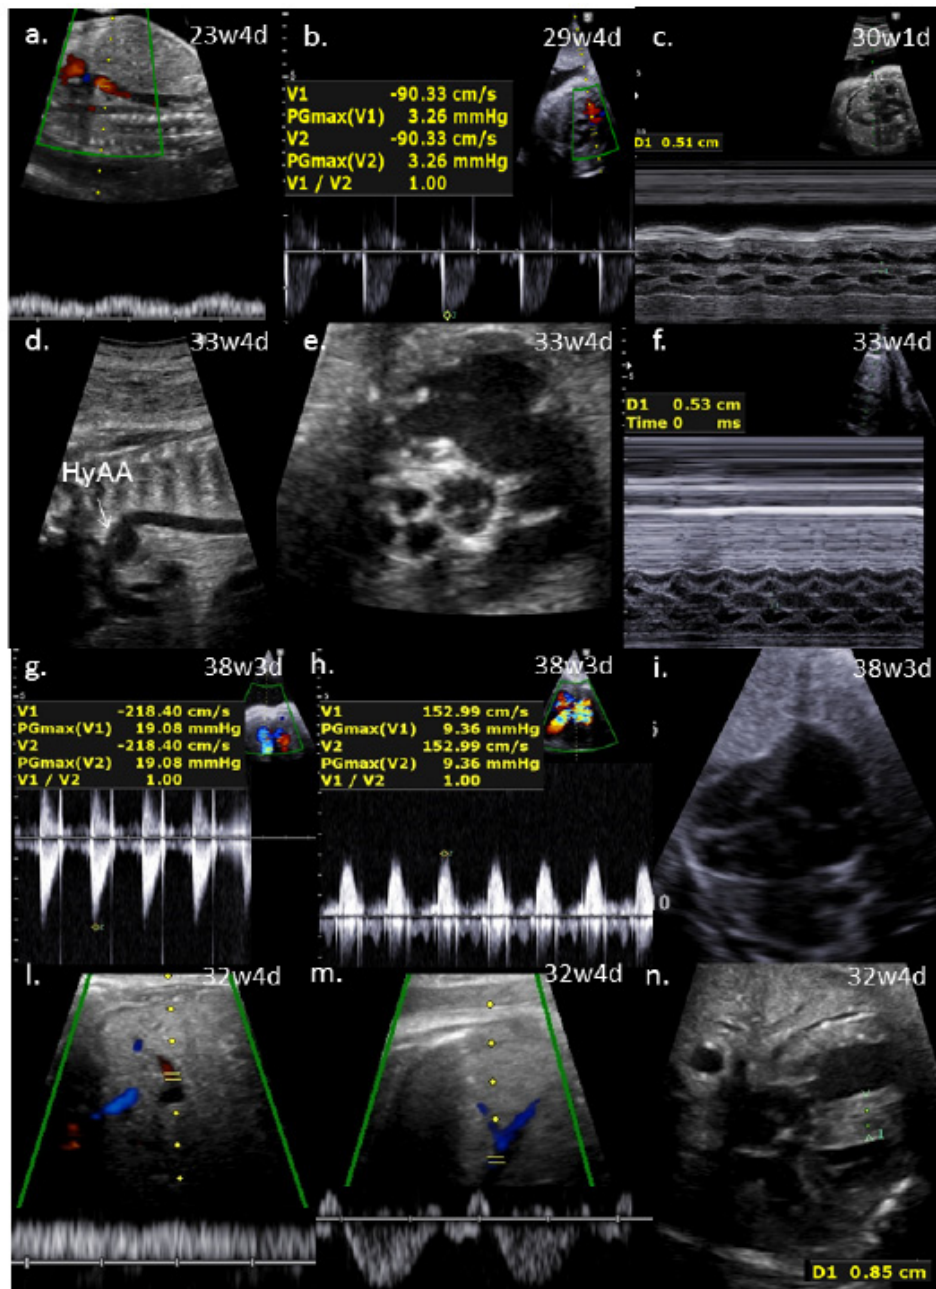 a.
23w4d
b.
29w4d
V1 -90.33 cm/s
PGmax(V1) 3.26 mmHg
V2 -90.33 cm/s
PGmax(V2) 3.26 mmHg
V1 / V2 1.00
c.
30w1d
D1 0.51 cm
d.
33w4d
HyAA
e.
33w4d
f.
33w4d
D1 0.53 cm
Time 0 ms
g.
38w3d
V1 -218.40 cm/s
PGmax(V1) 19.08 mmHg
V2 -218.40 cm/s
PGmax(V2) 19.08 mmHg
V1 / V2 1.00
h.
38w3d
V1 152.99 cm/s
PGmax(V1) 9.36 mmHg
V2 152.99 cm/s
PGmax(V2) 9.36 mmHg
V1 / V2 1.00
i.
38w3d
l.
32w4d
m.
32w4d
n.
32w4d
1
D1 0.85 cm